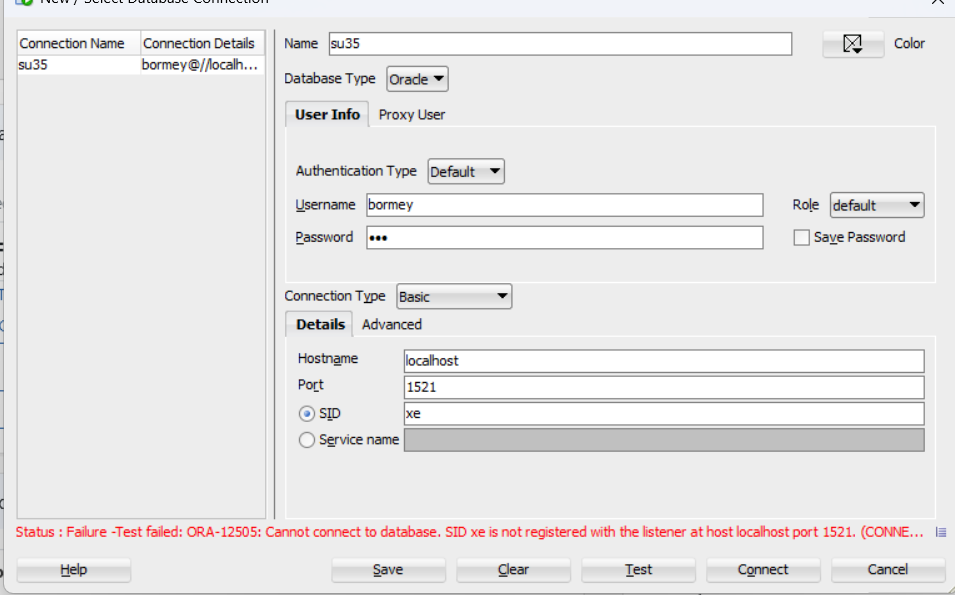 New / Select Database Connection
Connection Name Connection Details
su35 bormey@//localh...
Name su35 Color
Database Type Oracle
User Info Proxy User
Authentication Type Default
Username bormey Role default
Password ••• Save Password
Connection Type Basic
Details Advanced
Hostname localhost
Port 1521
SID xe
Service name
Status : Failure -Test failed: ORA-12505: Cannot connect to database. SID xe is not registered with the listener at host localhost port 1521. (CONNE...
Help Save Clear Test Connect Cancel